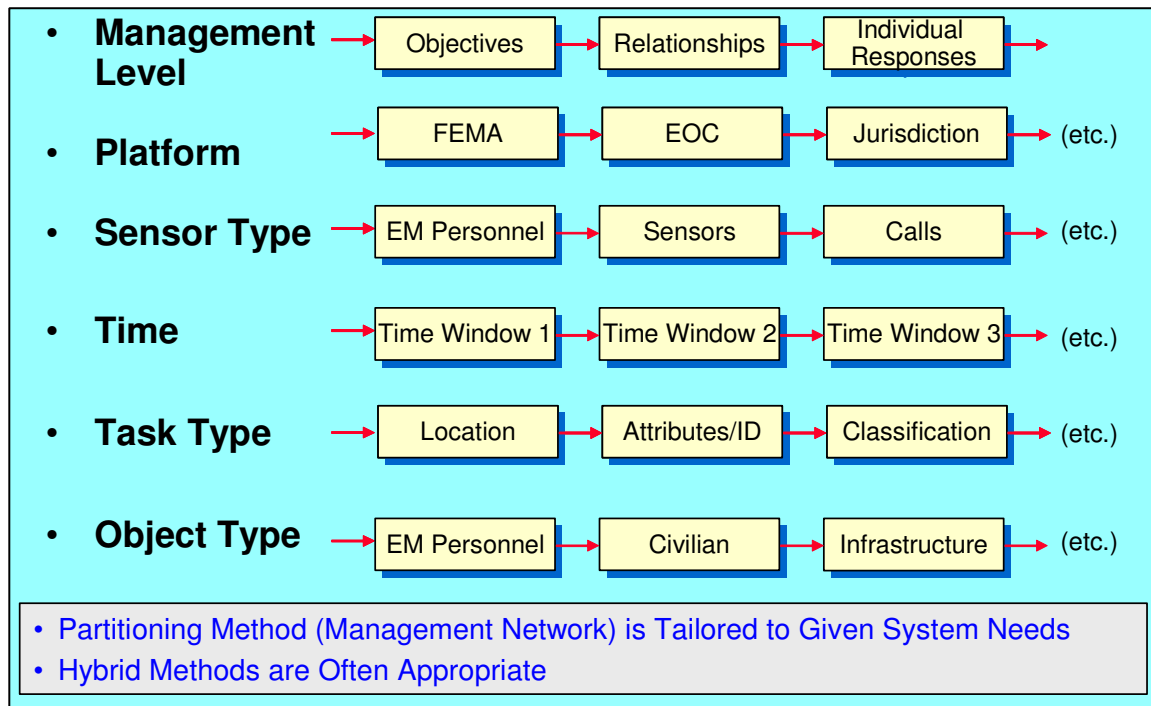 • Management Level
Objectives
Relationships
Individual
Responses
• Platform
FEMA
EOC
Jurisdiction
(etc.)
• Sensor Type
EM Personnel
Sensors
Calls
(etc.)
• Time
Time Window 1
Time Window 2
Time Window 3
(etc.)
• Task Type
Location
Attributes/ID
Classification
(etc.)
• Object Type
EM Personnel
Civilian
Infrastructure
(etc.)
• Partitioning Method (Management Network) is Tailored to Given System Needs
• Hybrid Methods are Often Appropriate